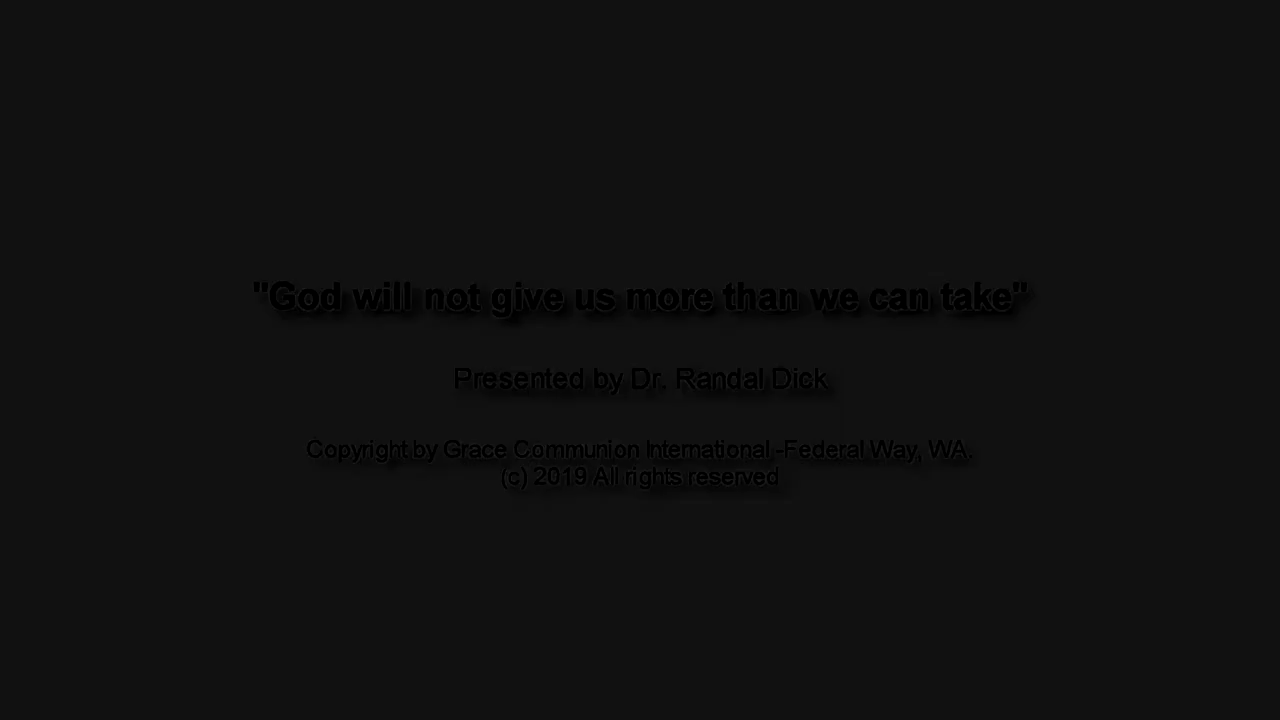 "God will not give us more than we can take"
Presented by Dr. Randal Dick
Copyright by Grace Communion International -Federal Way, WA.
(c) 2019 All rights reserved